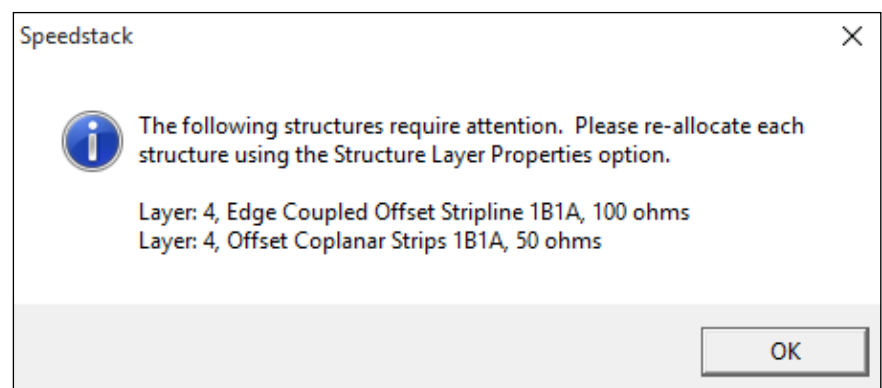 Speedstack
The following structures require attention.  Please re-allocate each
structure using the Structure Layer Properties option.
Layer: 4, Edge Coupled Offset Stripline 1B1A, 100 ohms
Layer: 4, Offset Coplanar Strips 1B1A, 50 ohms
OK